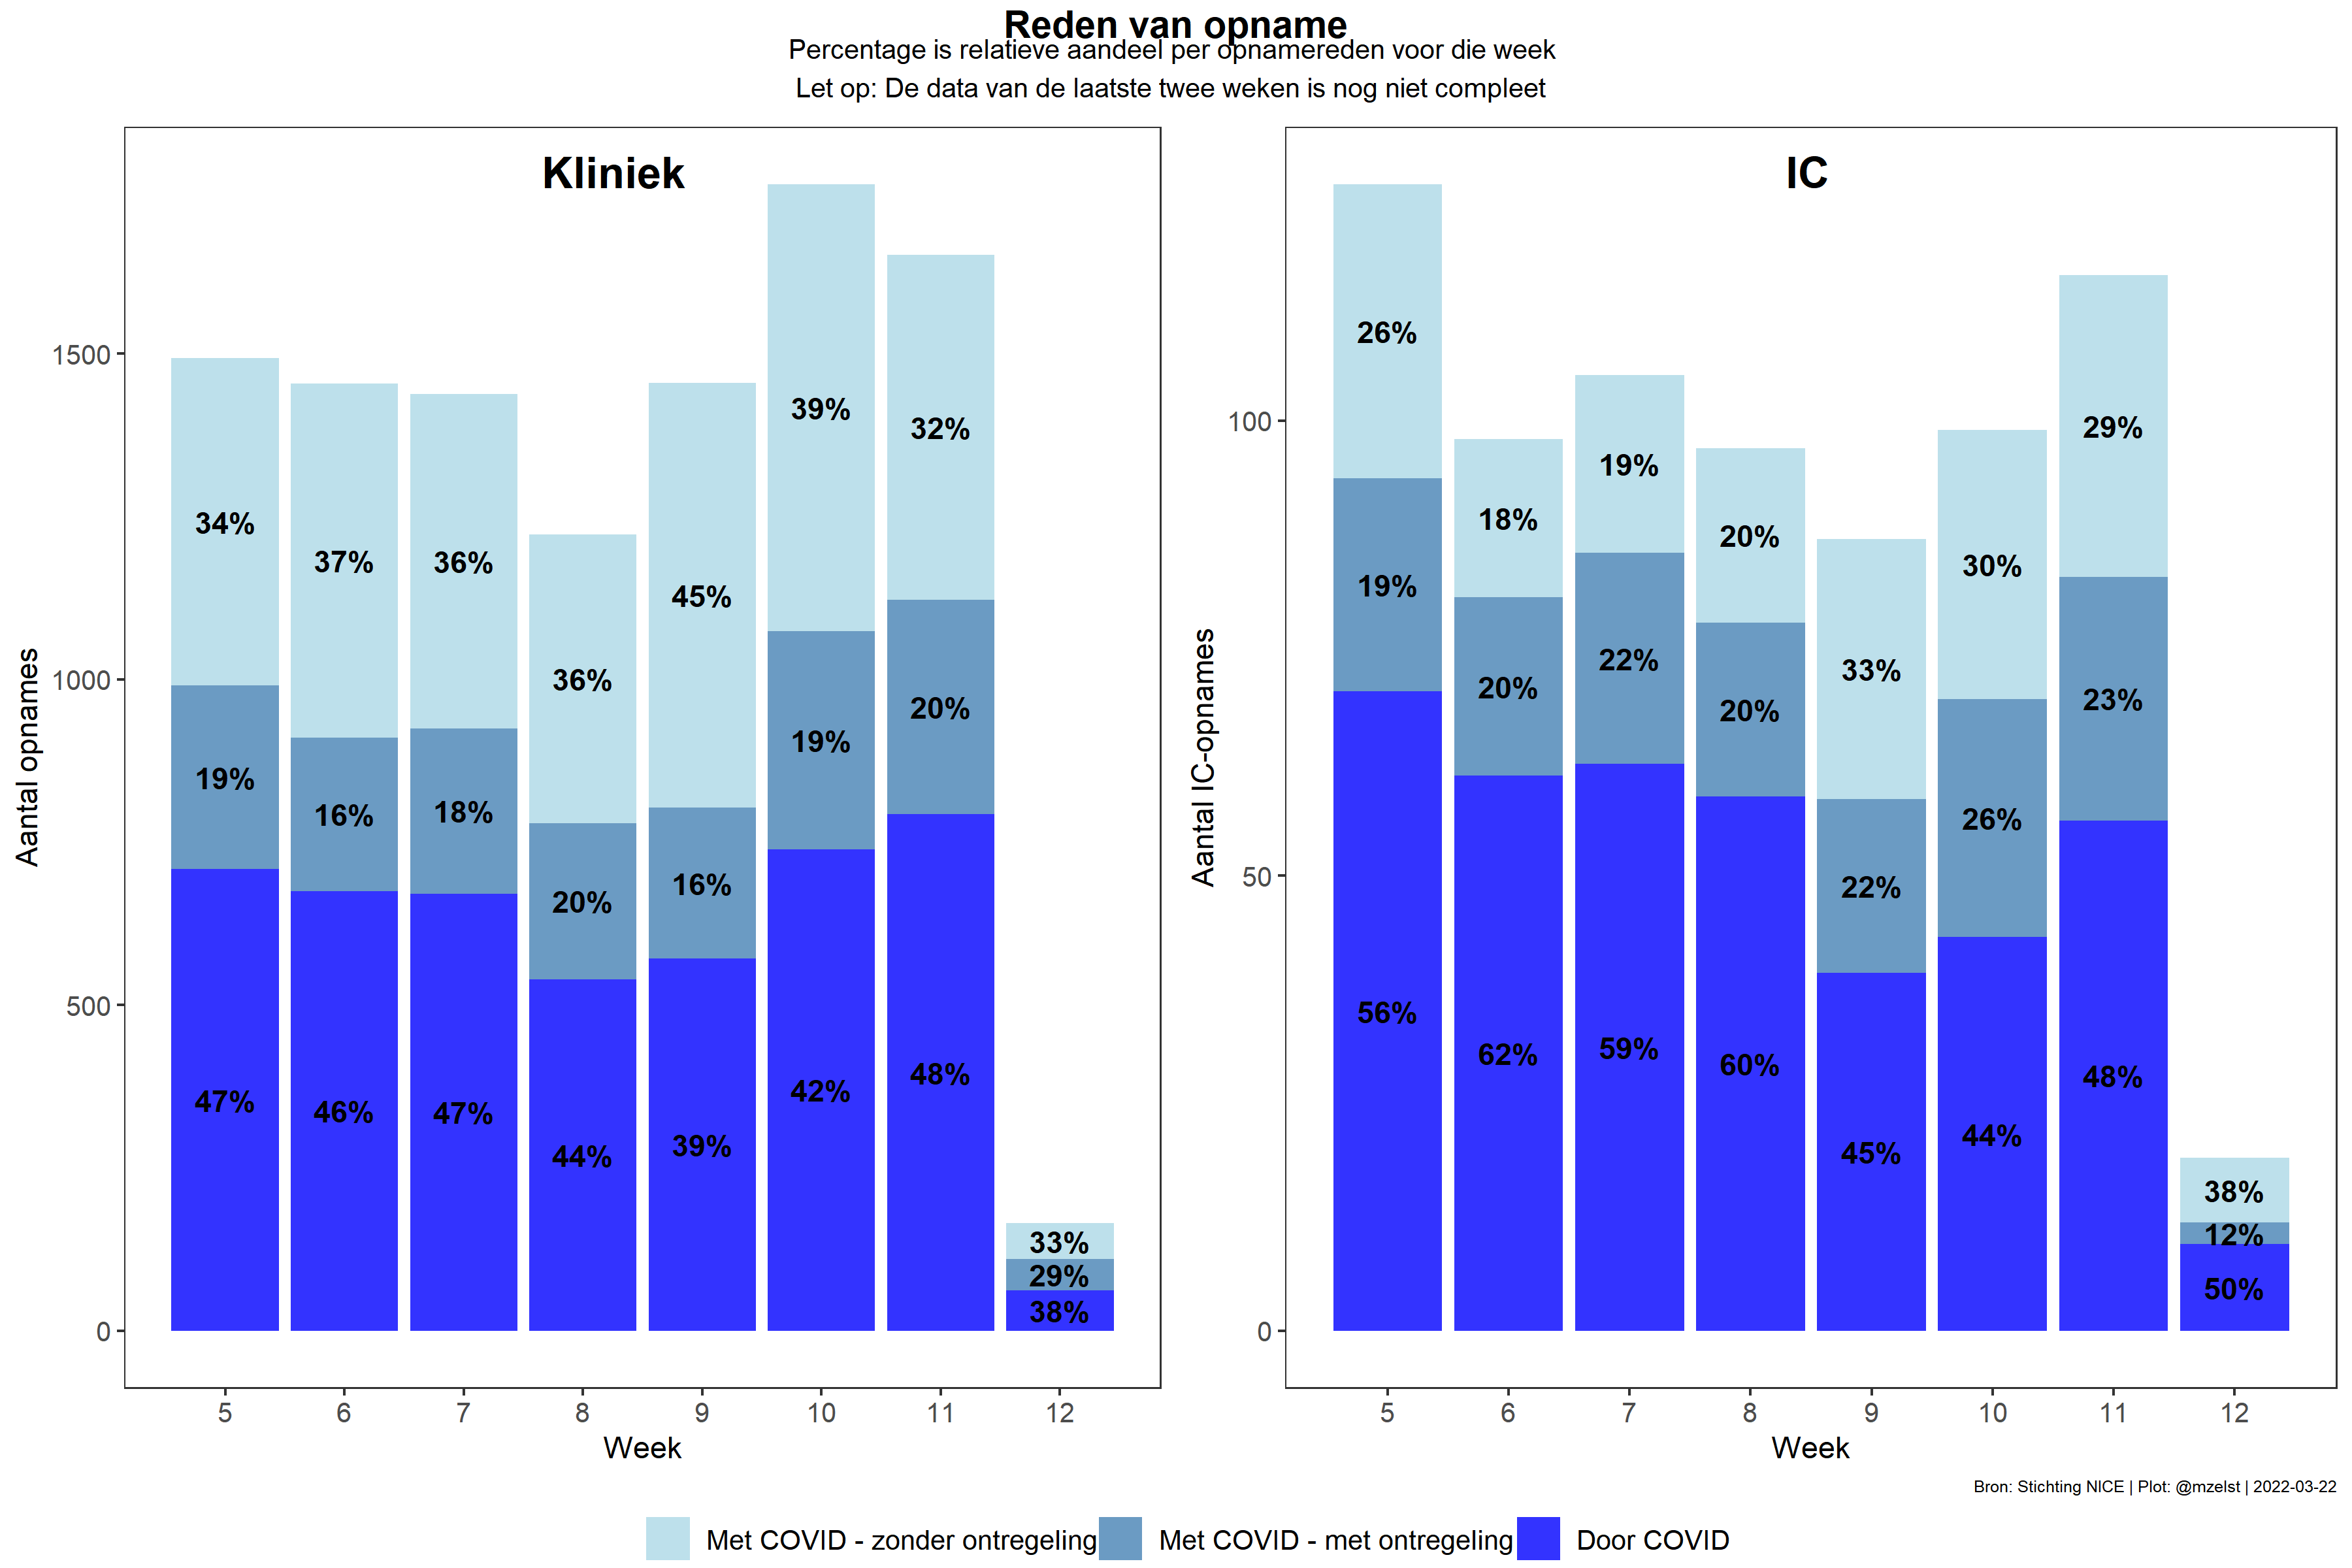 Reden van opname
Percentage is relatieve aandeel per opnamereden voor die week
Let op: De data van de laatste twee weken is nog niet compleet
Kliniek
Aantal opnames
1500
1000
500
0
34% 37% 36% 36% 45% 39% 32% 33%
19% 16% 18% 20% 16% 19% 20% 29%
47% 46% 47% 44% 39% 42% 48% 38%
5 6 7 8 9 10 11 12
Week
IC
Aantal IC-opnames
100
50
0
26% 18% 19% 20% 33% 30% 29% 38%
19% 20% 22% 20% 22% 26% 23% 12%
56% 62% 59% 60% 45% 44% 48% 50%
5 6 7 8 9 10 11 12
Week
Bron: Stichting NICE | Plot: @mzelst | 2022-03-22
Met COVID - zonder ontregeling Met COVID - met ontregeling Door COVID